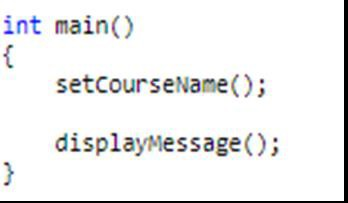 int main()
{
setCourseName();
displayMessage();
}